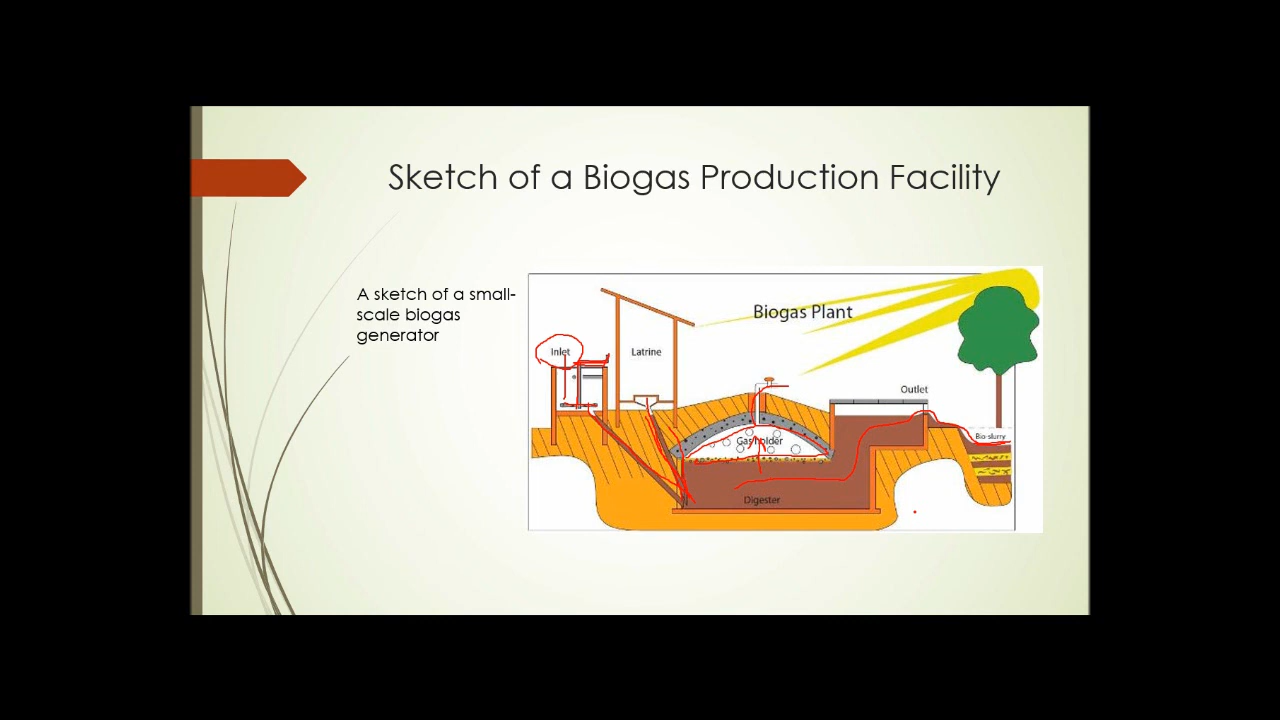 Sketch of a Biogas Production Facility
A sketch of a small-
scale biogas
generator
Biogas Plant
Inlet
Latrine
Outlet
Gas holder
Bio-slurry
Digester